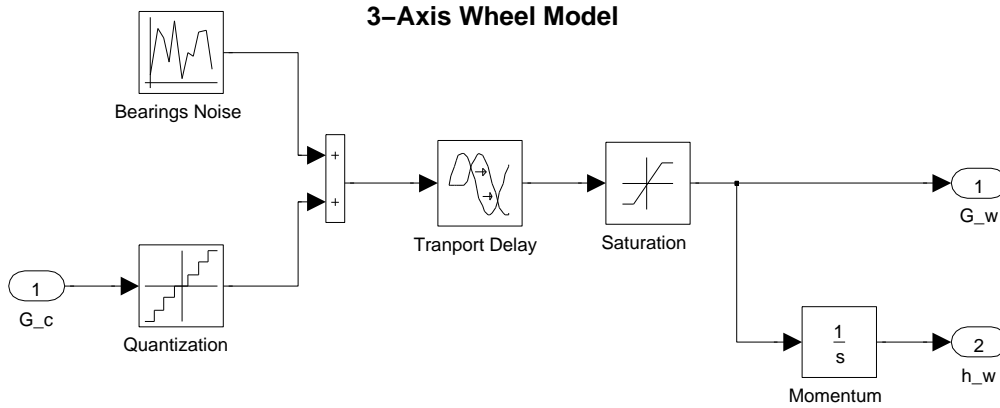 3–Axis Wheel Model
Bearings Noise
+
+
Tranport Delay
Saturation
1
G_w
1
G_c
Quantization
1
s
Momentum
2
h_w